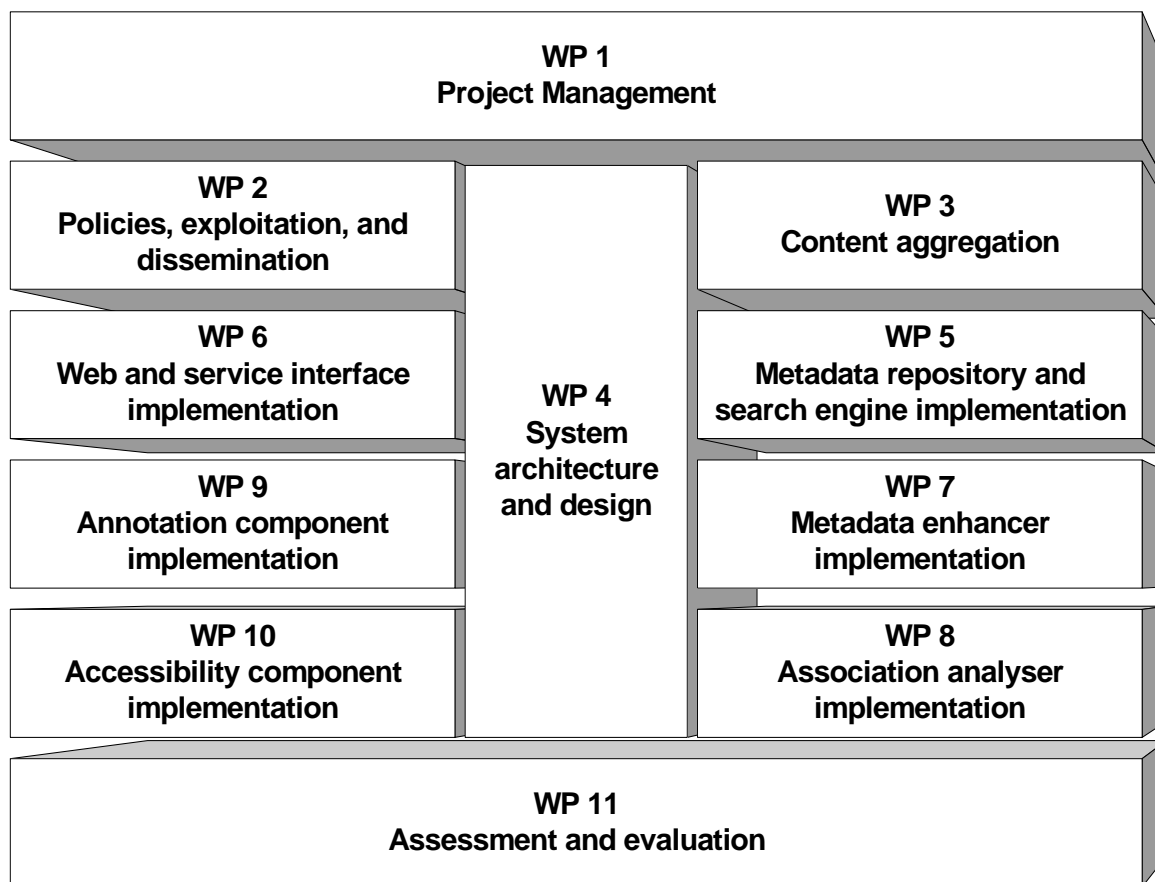 WP 1
Project Management
WP 2
Policies, exploitation, and
dissemination
WP 3
Content aggregation
WP 6
Web and service interface
implementation
WP 4
System
architecture
and design
WP 5
Metadata repository and
search engine implementation
WP 9
Annotation component
implementation
WP 7
Metadata enhancer
implementation
WP 10
Accessibility component
implementation
WP 8
Association analyser
implementation
WP 11
Assessment and evaluation